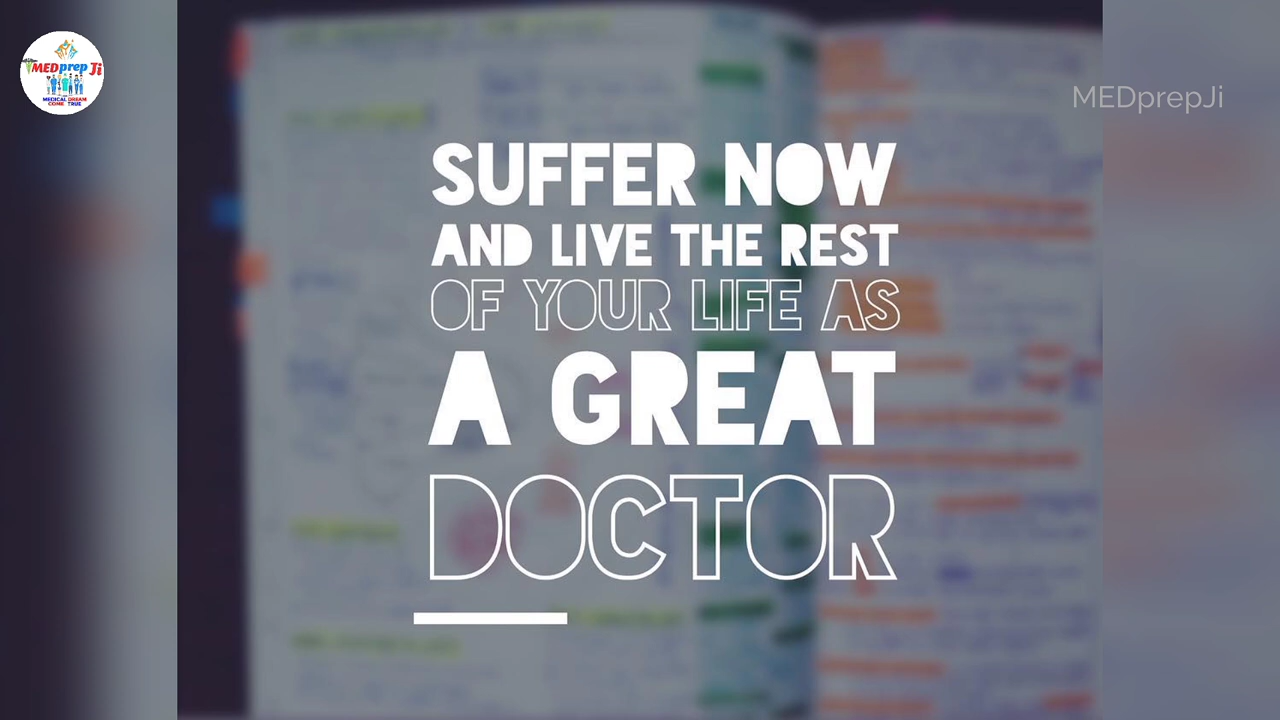 MEDprep Ji
MEDICAL DREAM
COME TRUE
MEDprepJi
SUFFER NOW
AND LIVE THE REST
OF YOUR LIFE AS
A GREAT
DOCTOR